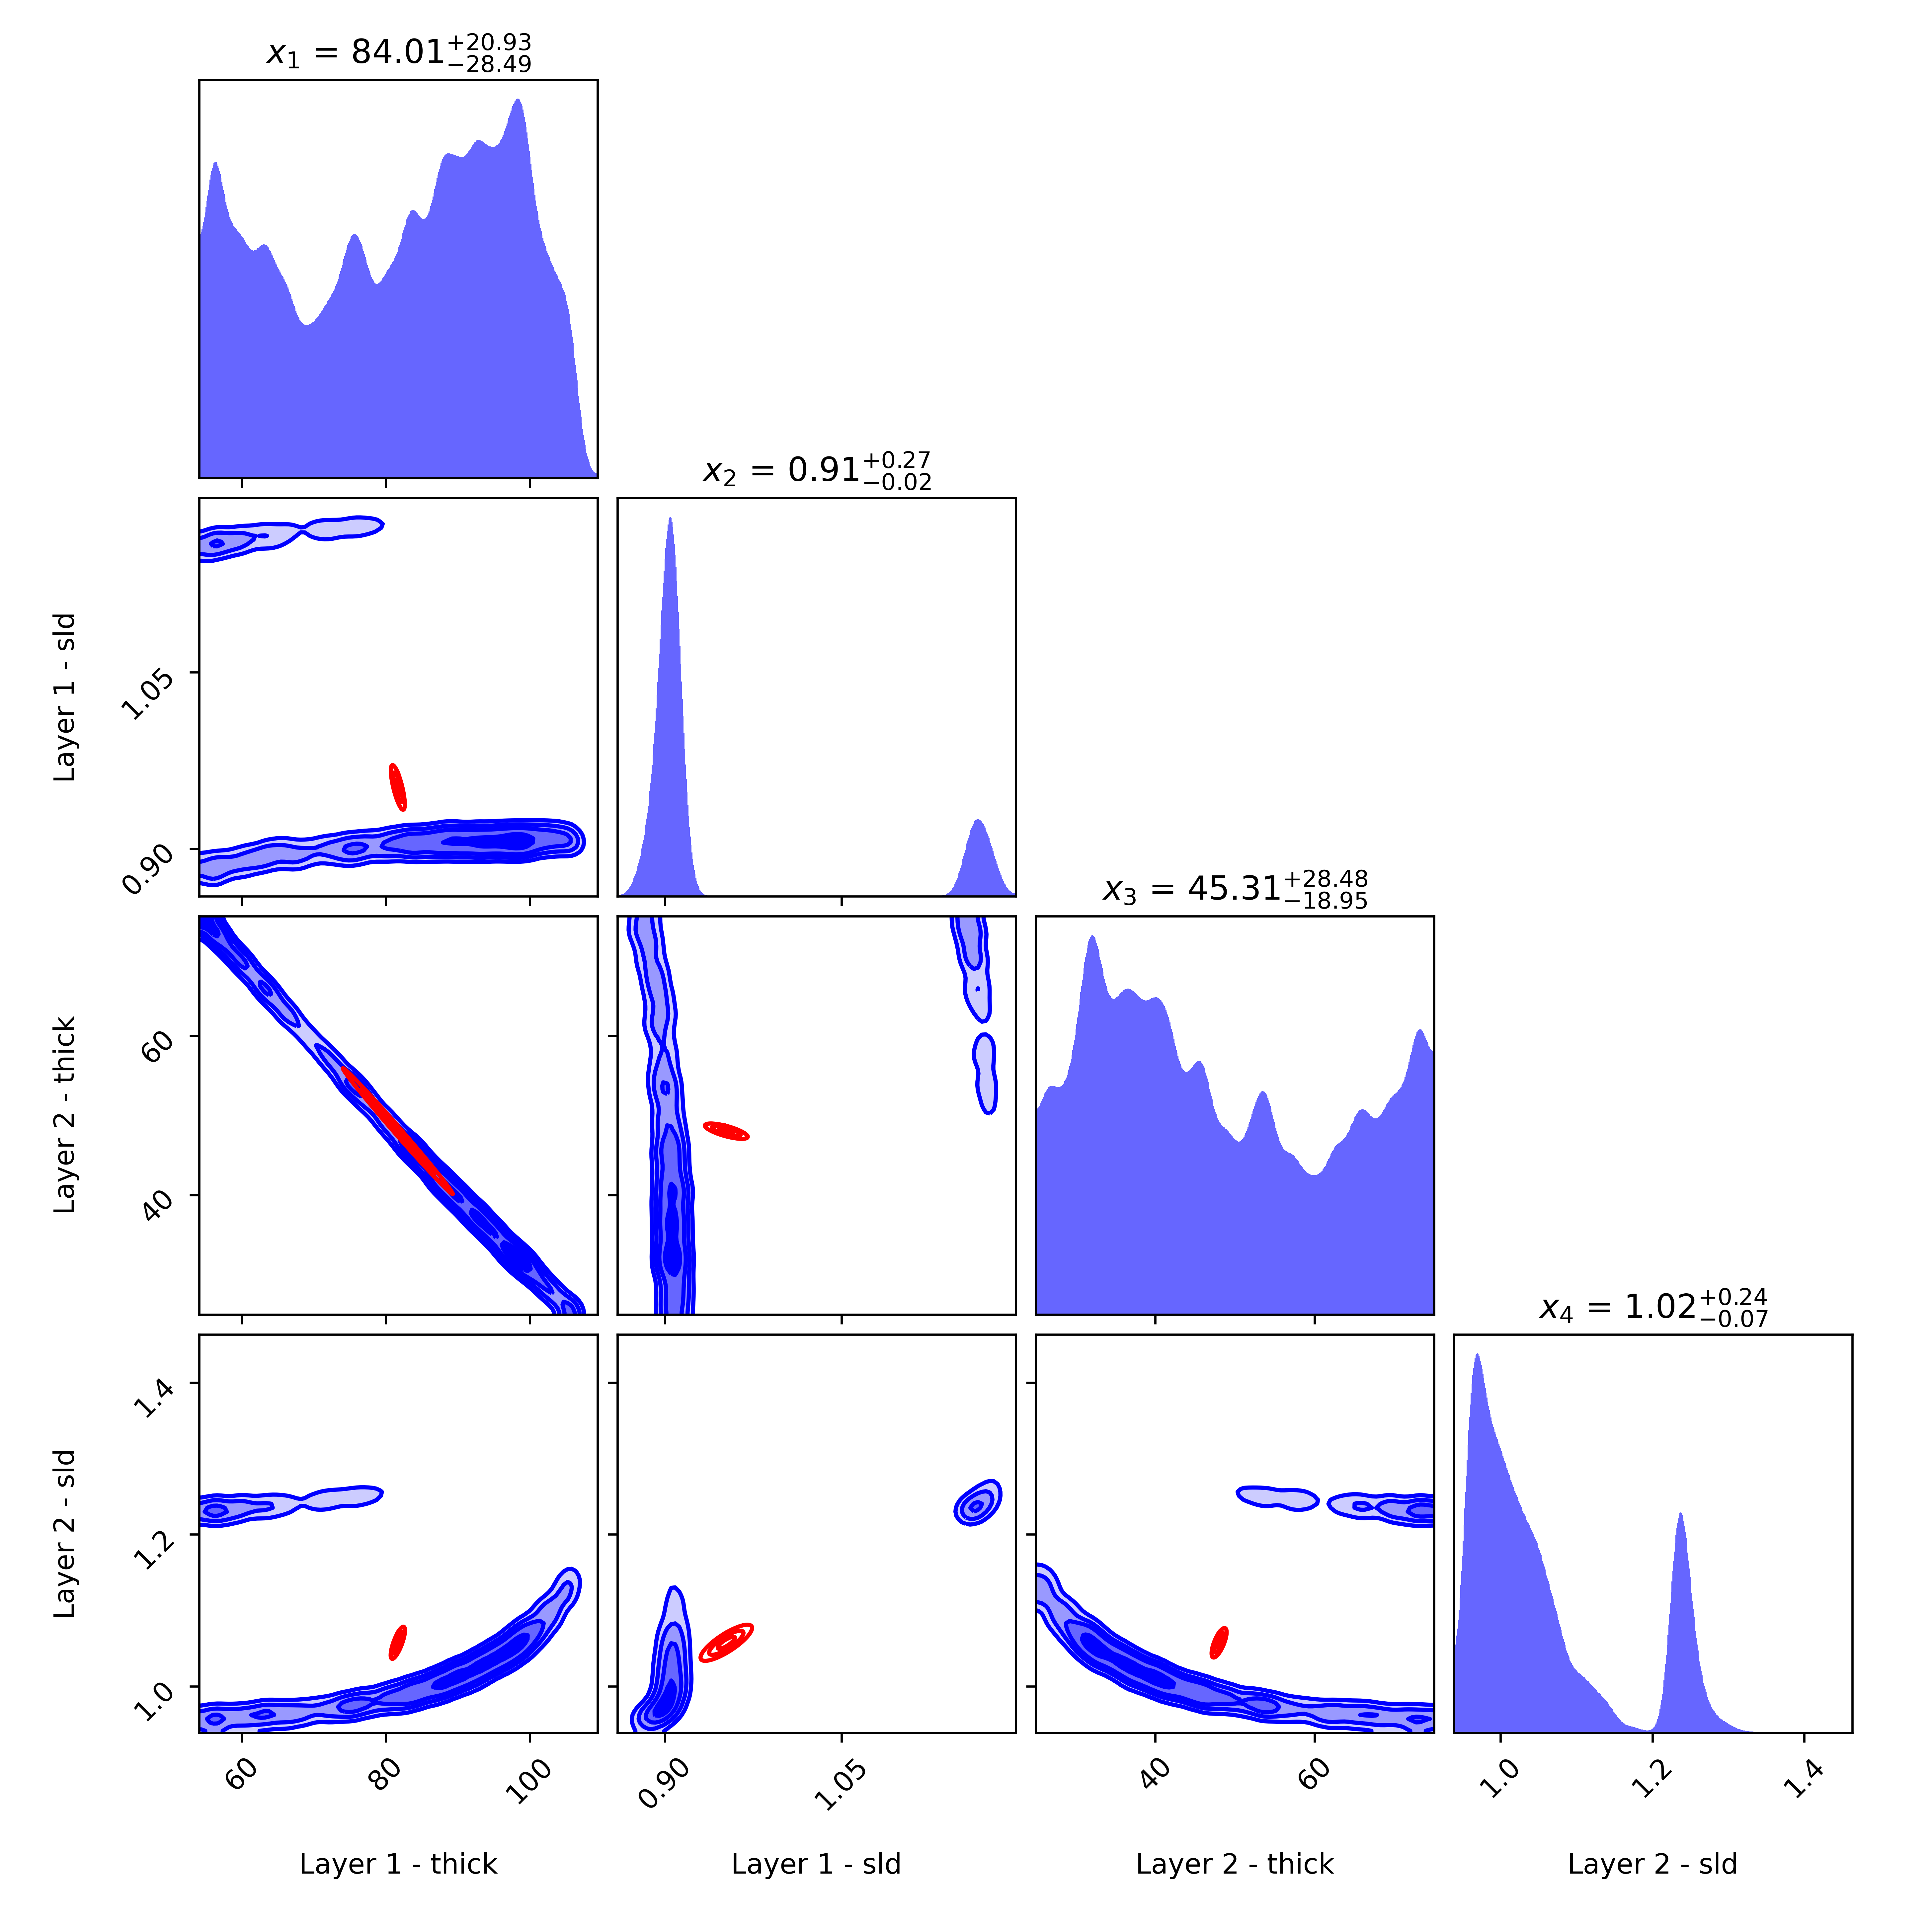 x₁ = 84.01 +20.93 −28.49
x₂ = 0.91 +0.27 −0.02
1.05
0.90
Layer 1 - sld
x₃ = 45.31 +28.48 −18.95
60
40
Layer 2 - thick
x₄ = 1.02 +0.24 −0.07
1.4
1.2
1.0
Layer 2 - sld
60 80 100 0.90 1.05 40 60 1.0 1.2 1.4
Layer 1 - thick Layer 1 - sld Layer 2 - thick Layer 2 - sld